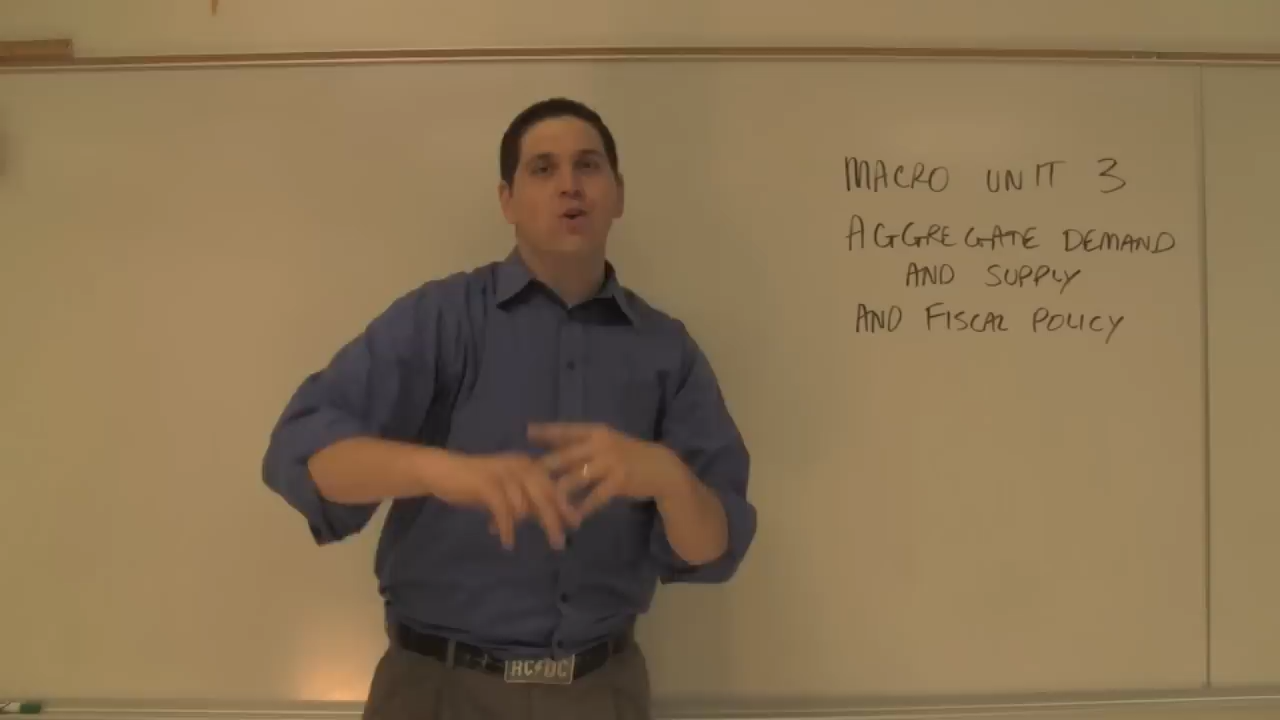 MACRO UNIT 3
AGGREGATE DEMAND
AND SUPPLY
AND FISCAL POLICY
AC⚡DC